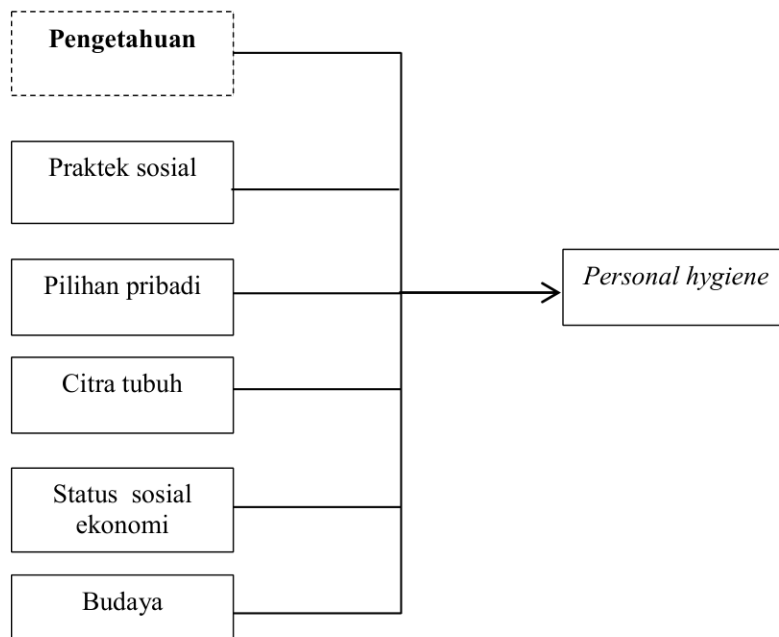 Pengetahuan
Praktek sosial
Pilihan pribadi
Personal hygiene
Citra tubuh
Status sosial
ekonomi
Budaya